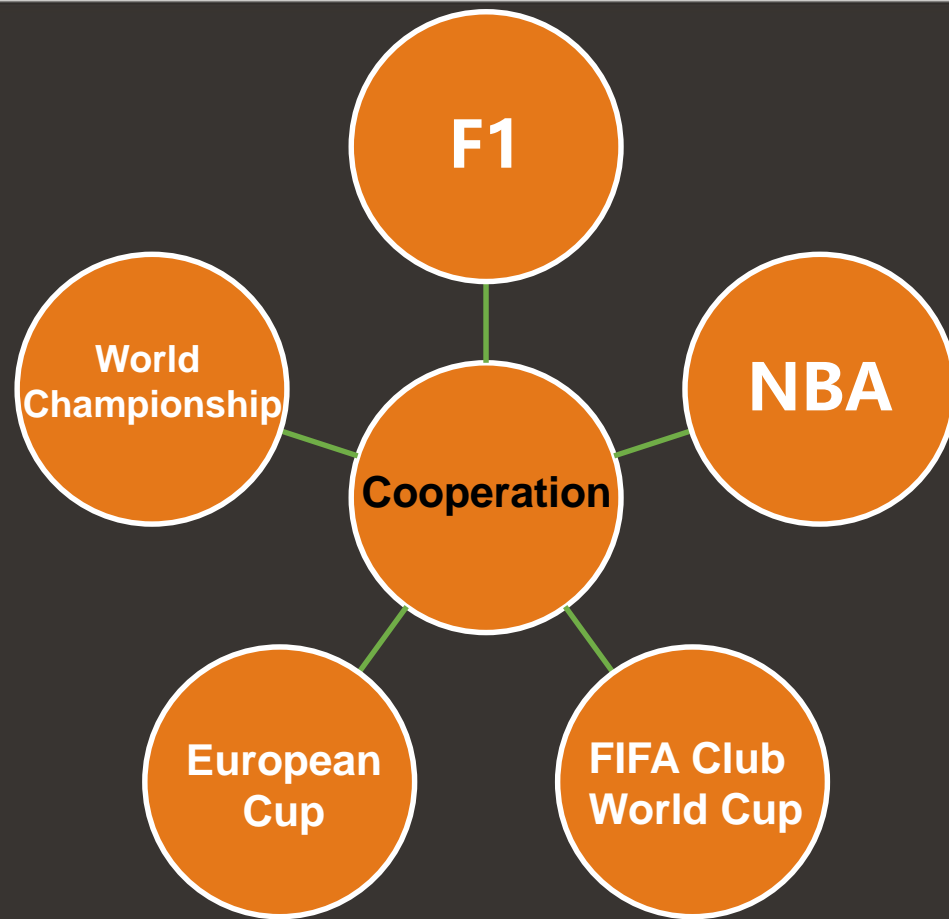 F1
World
Championship
NBA
Cooperation
European
Cup
FIFA Club
World Cup